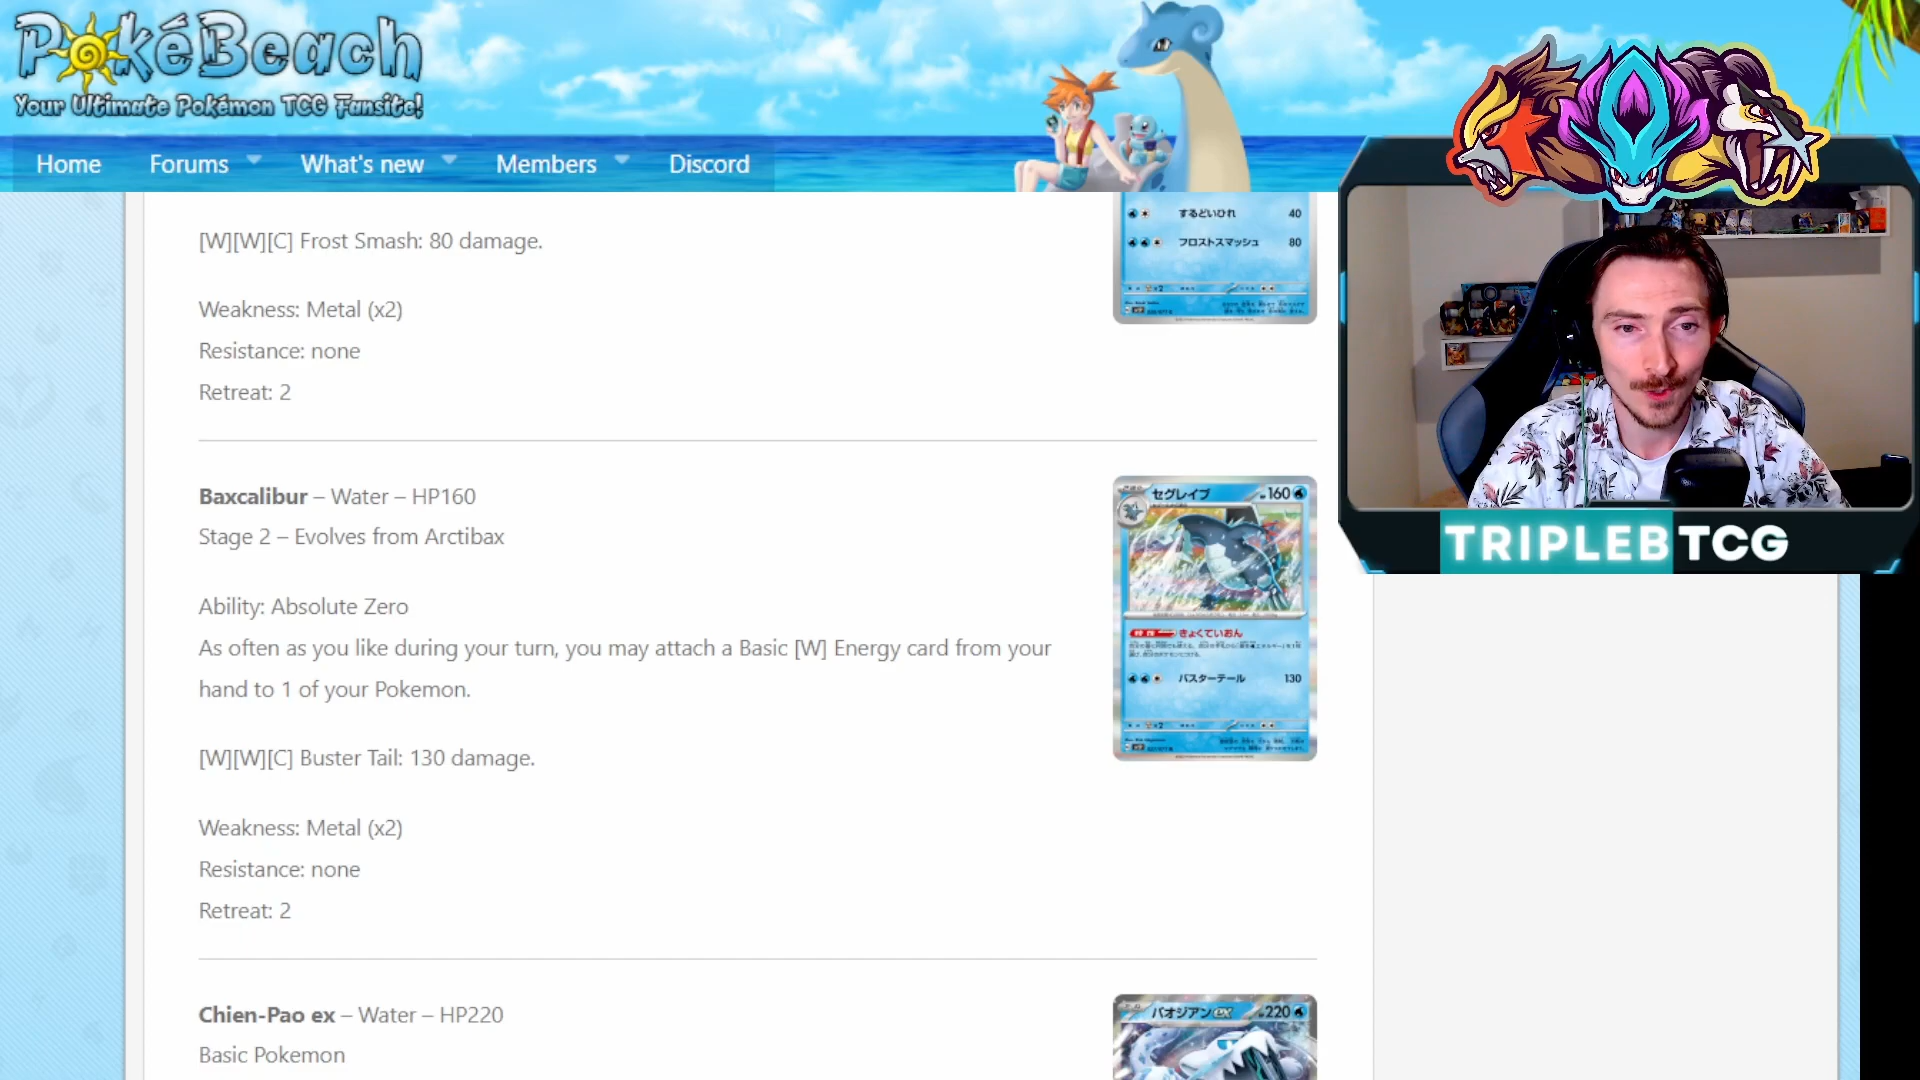 PokéBeach
Your Ultimate Pokémon TCG Fansite!
Home Forums What's new Members Discord
[W][W][C] Frost Smash: 80 damage.
Weakness: Metal (x2)
Resistance: none
Retreat: 2
するどいひれ 40
フロストスマッシュ 80
Baxcalibur – Water – HP160
Stage 2 – Evolves from Arctibax
Ability: Absolute Zero
As often as you like during your turn, you may attach a Basic [W] Energy card from your
hand to 1 of your Pokemon.
[W][W][C] Buster Tail: 130 damage.
Weakness: Metal (x2)
Resistance: none
Retreat: 2
セグレイブ 160
きょくていおん
バスターテール 130
Chien-Pao ex – Water – HP220
Basic Pokemon
パオジアンex 220
TRIPLEB TCG